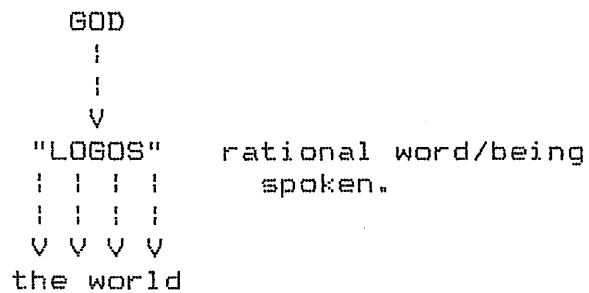 GOD
¦
¦
V
"LOGOS" rational word/being
¦ ¦ ¦ ¦ spoken.
¦ ¦ ¦ ¦
V V V V
the world